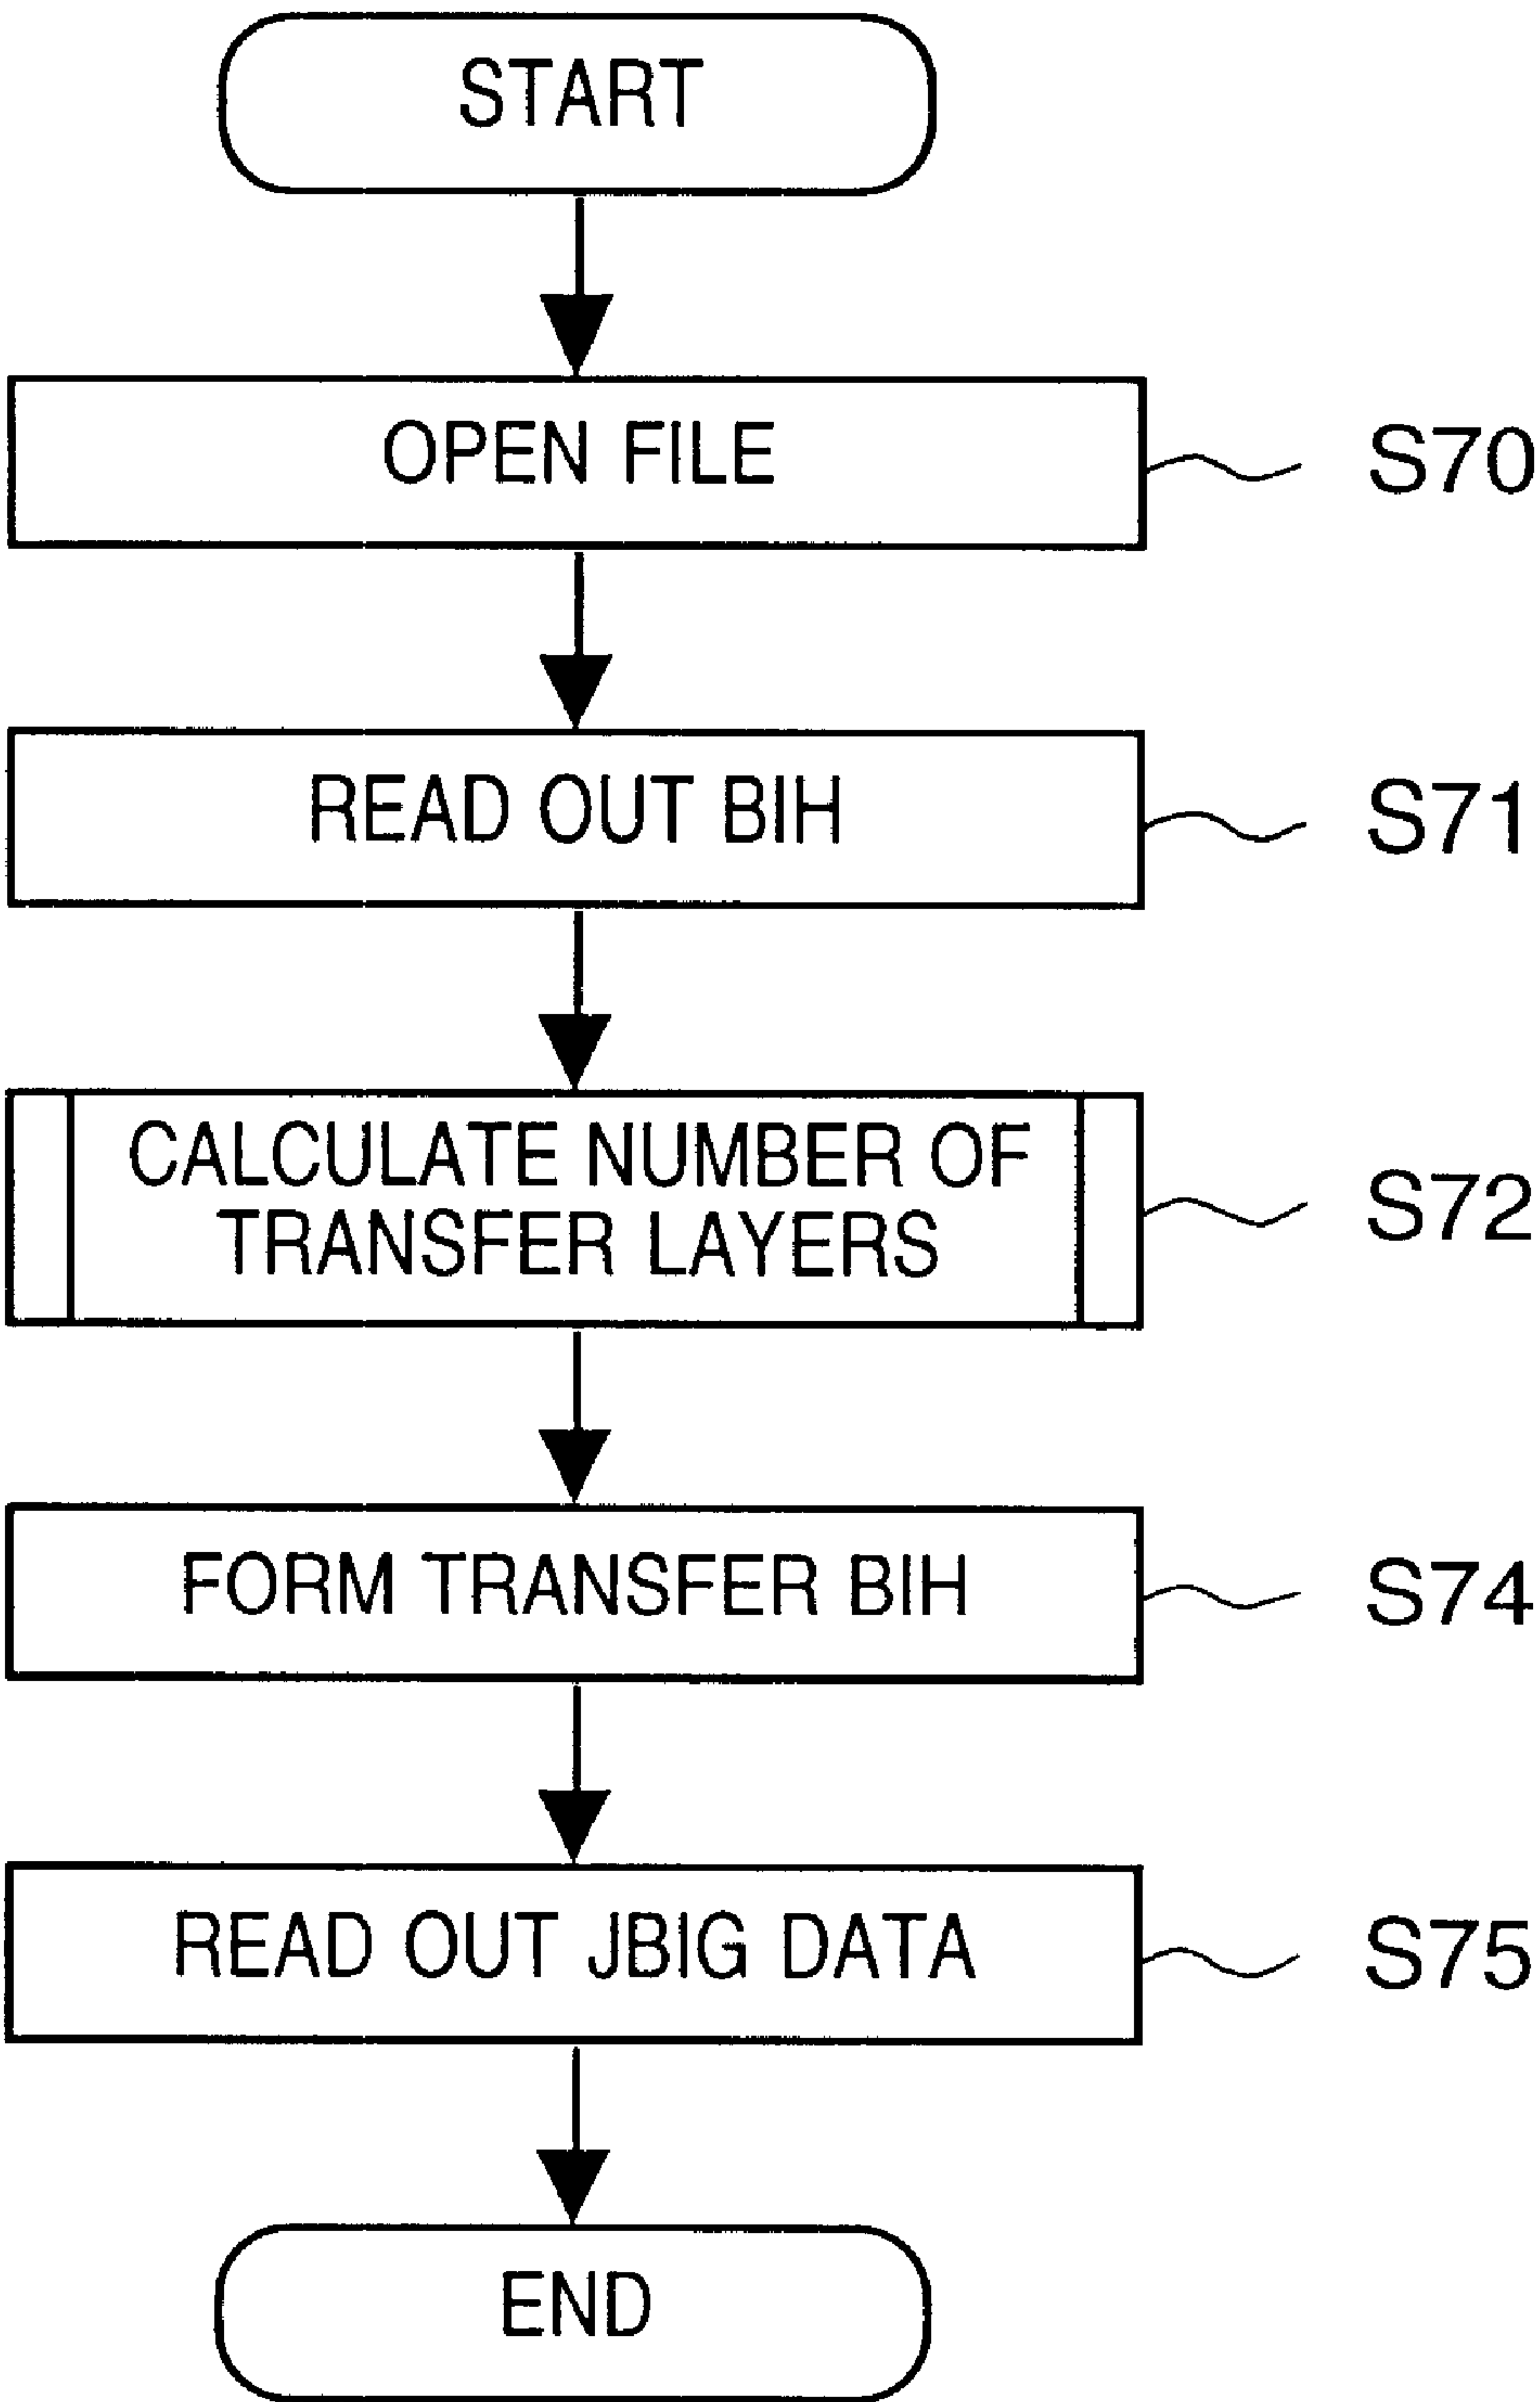 START
OPEN FILE
S70
READ OUT BIH
S71
CALCULATE NUMBER OF
TRANSFER LAYERS
S72
FORM TRANSFER BIH
S74
READ OUT JBIG DATA
S75
END